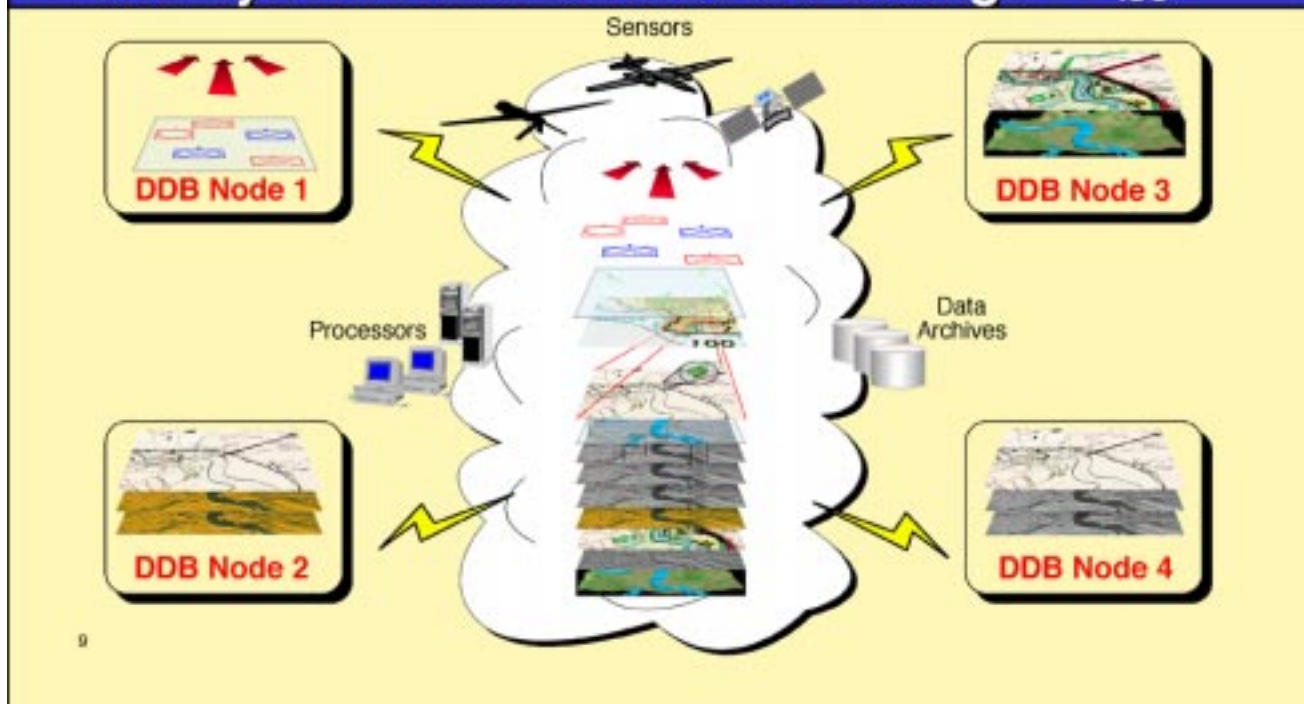 Sensors
DDB Node 1
DDB Node 3
Processors
Data
Archives
100
DDB Node 2
DDB Node 4
9